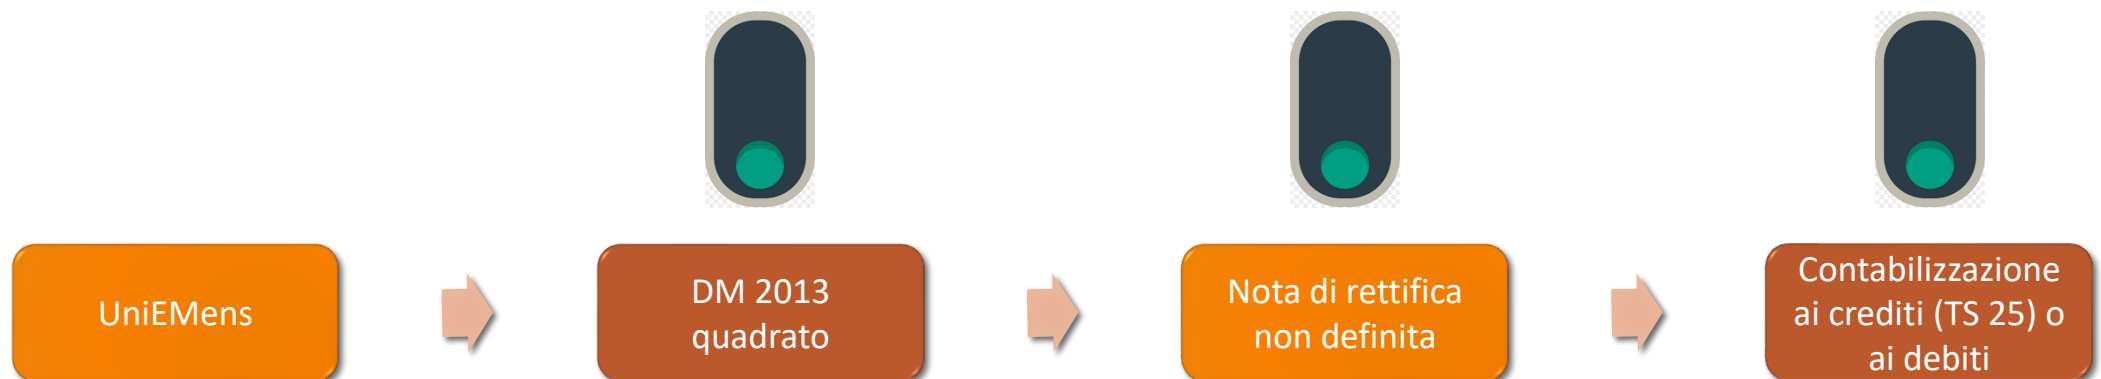 UniEMens
DM 2013
quadrato
Nota di rettifica
non definita
Contabilizzazione
ai crediti (TS 25) o
ai debiti